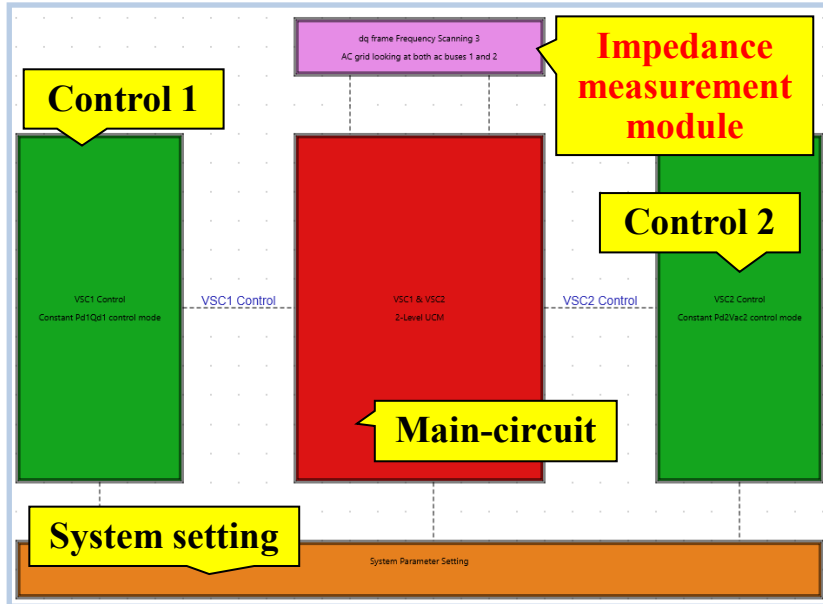 dq frame Frequency Scanning 3
AC grid looking at both ac buses 1 and 2
Impedance
measurement
module
Control 1
Control 2
VSC1 Control
Constant Pd1Qd1 control mode
VSC1 Control
VSC1 & VSC2
2-Level UCM
VSC2 Control
VSC2 Control
Constant Pd2Vac2 control mode
Main-circuit
System setting
System Parameter Setting